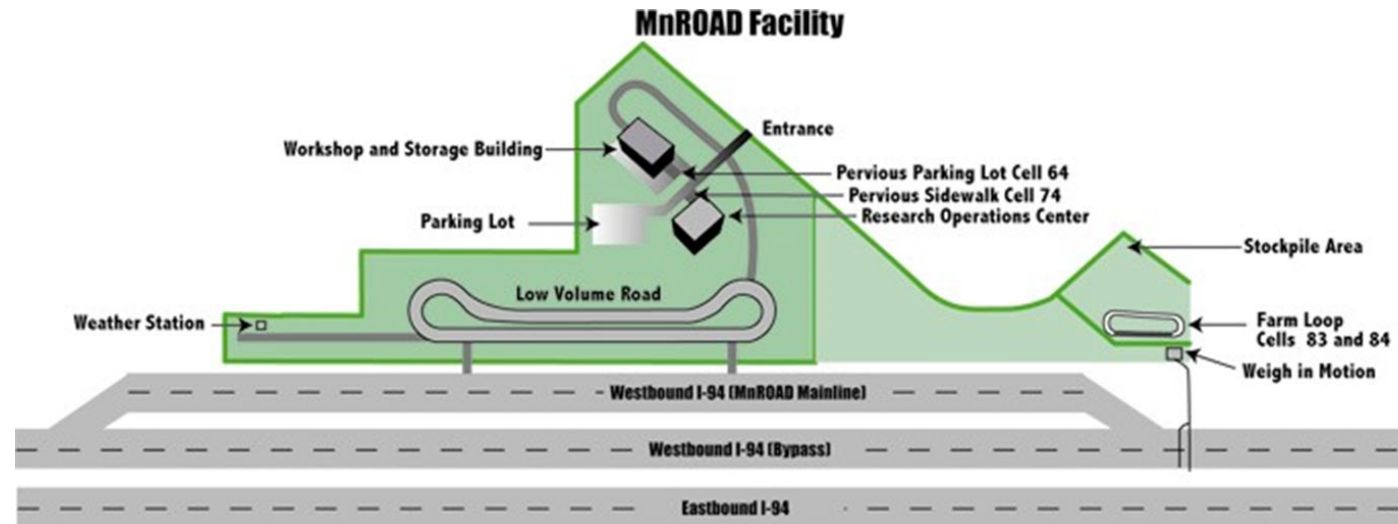 MnROAD Facility
Entrance
Workshop and Storage Building
Pervious Parking Lot Cell 64
Pervious Sidewalk Cell 74
Research Operations Center
Parking Lot
Stockpile Area
Low Volume Road
Weather Station
Farm Loop
Cells 83 and 84
Weigh in Motion
Westbound I-94 (MnROAD Mainline)
Westbound I-94 (Bypass)
Eastbound I-94